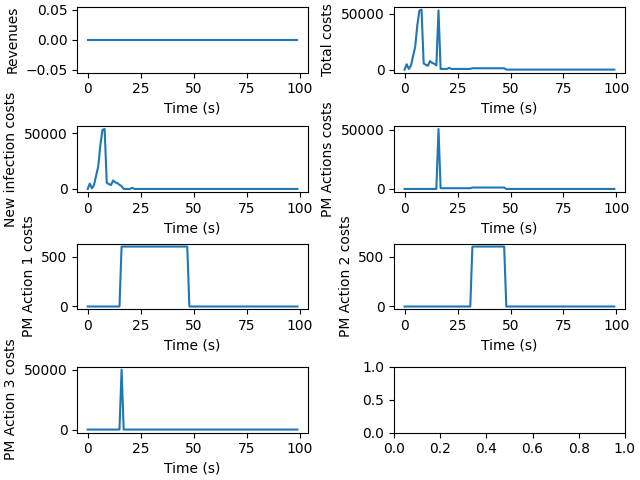 Revenues
0.05
0.00
−0.05
0 25 50 75 100
Time (s)
Total costs
50000
0
0 25 50 75 100
Time (s)
New infection costs
50000
0
0 25 50 75 100
Time (s)
PM Actions costs
50000
0
0 25 50 75 100
Time (s)
PM Action 1 costs
500
0
0 25 50 75 100
Time (s)
PM Action 2 costs
500
0
0 25 50 75 100
Time (s)
PM Action 3 costs
50000
0
0 25 50 75 100
Time (s)
1.0
0.5
0.0
0.0 0.2 0.4 0.6 0.8 1.0